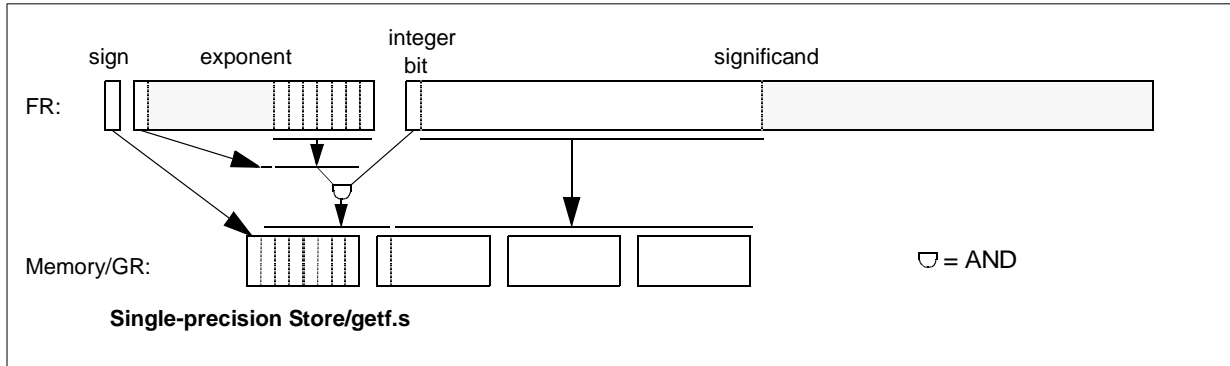 integer
sign exponent bit significand
FR:
Memory/GR: = AND
Single-precision Store/getf.s